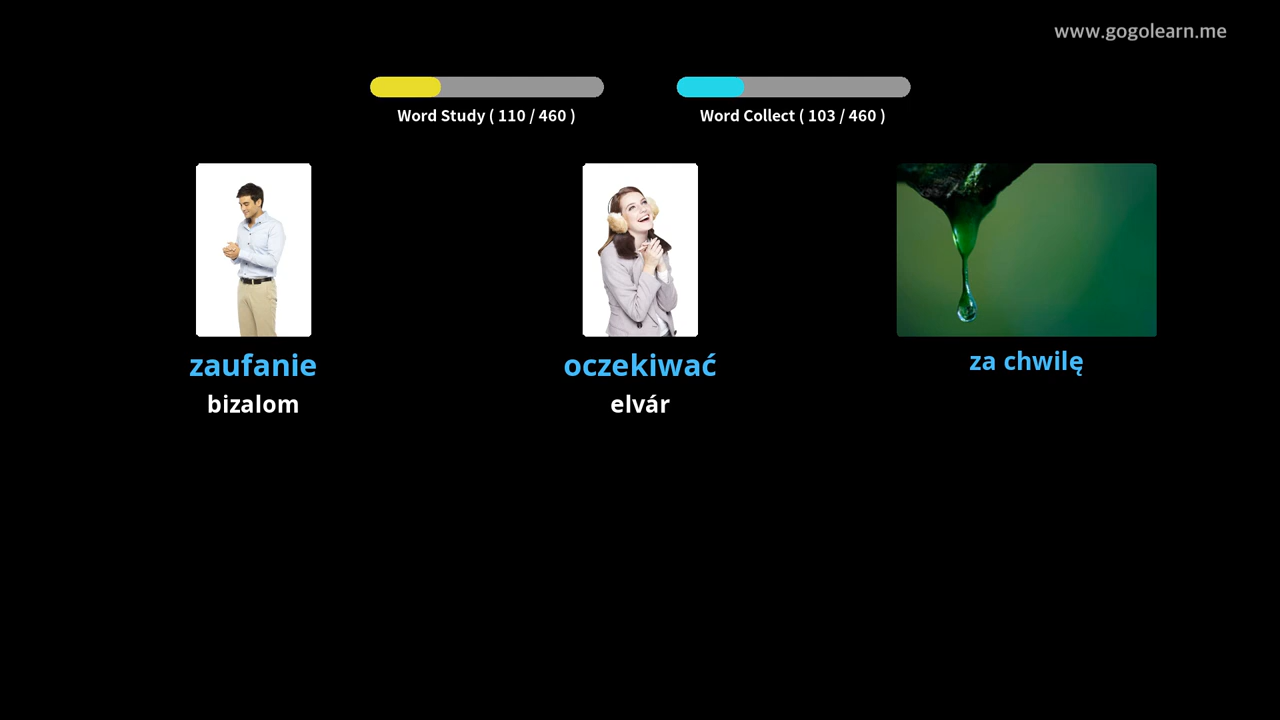 www.gogolearn.me
Word Study ( 110 / 460 )
Word Collect ( 103 / 460 )
zaufanie
bizalom
oczekiwać
elvár
za chwilę